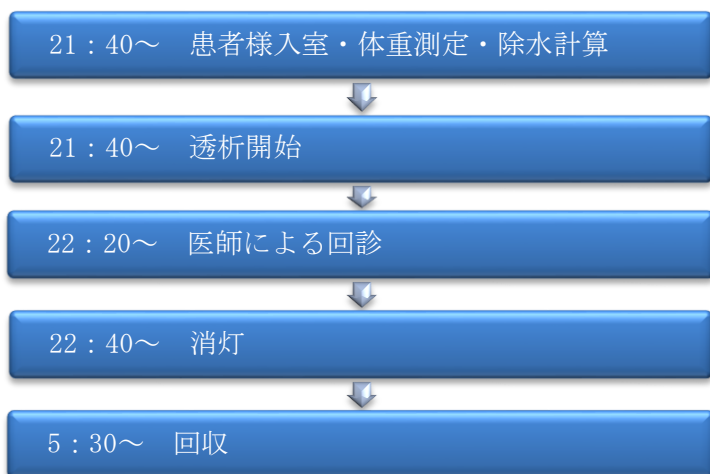 21：40～　患者様入室・体重測定・除水計算
21：40～　透析開始
22：20～　医師による回診
22：40～　消灯
5：30～　回収